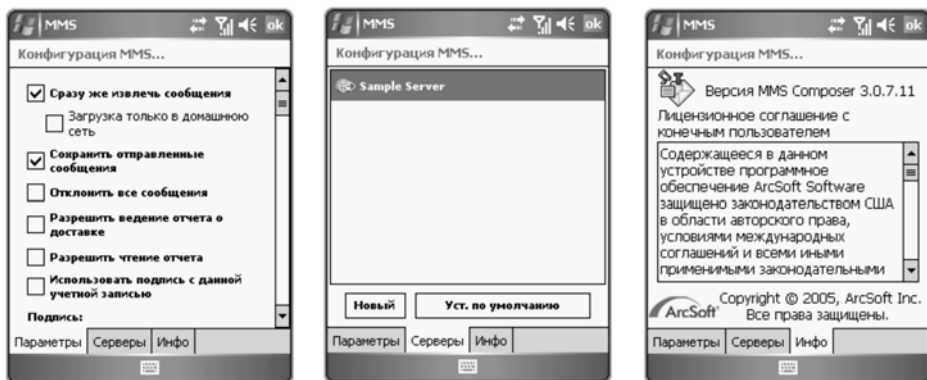 MMS
ok
Конфигурация MMS...
Сразу же извлечь сообщения
Загрузка только в домашнюю
сеть
Сохранить отправленные
сообщения
Отклонить все сообщения
Разрешить ведение отчета о
доставке
Разрешить чтение отчета
Использовать подпись с данной
учетной записью
Подпись:
Параметры Серверы Инфо
MMS
ok
Конфигурация MMS...
Sample Server
Новый Уст. по умолчанию
Параметры Серверы Инфо
MMS
ok
Конфигурация MMS...
Версия MMS Composer 3.0.7.11
Лицензионное соглашение с
конечным пользователем
Содержащееся в данном
устройстве программное
обеспечение ArcSoft Software
защищено законодательством США
в области авторского права,
условиями международных
соглашений и всеми иными
применимыми законодательными
ArcSoft
Copyright © 2005, ArcSoft Inc.
Все права защищены.
Параметры Серверы Инфо